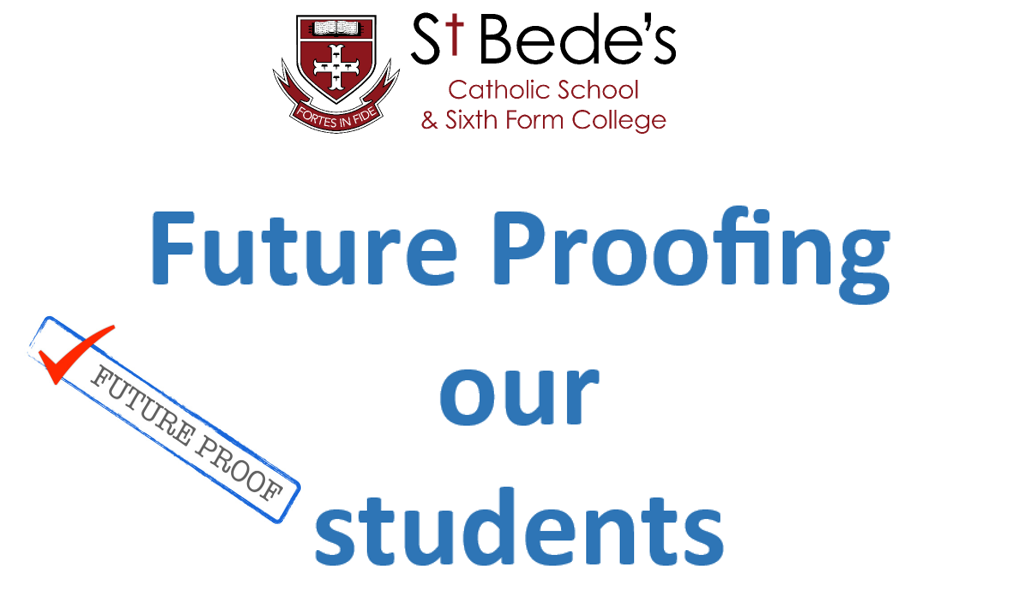 St Bede's
Catholic School
& Sixth Form College
FORTES IN FIDE
Future Proofing
our
FUTURE PROOF
students